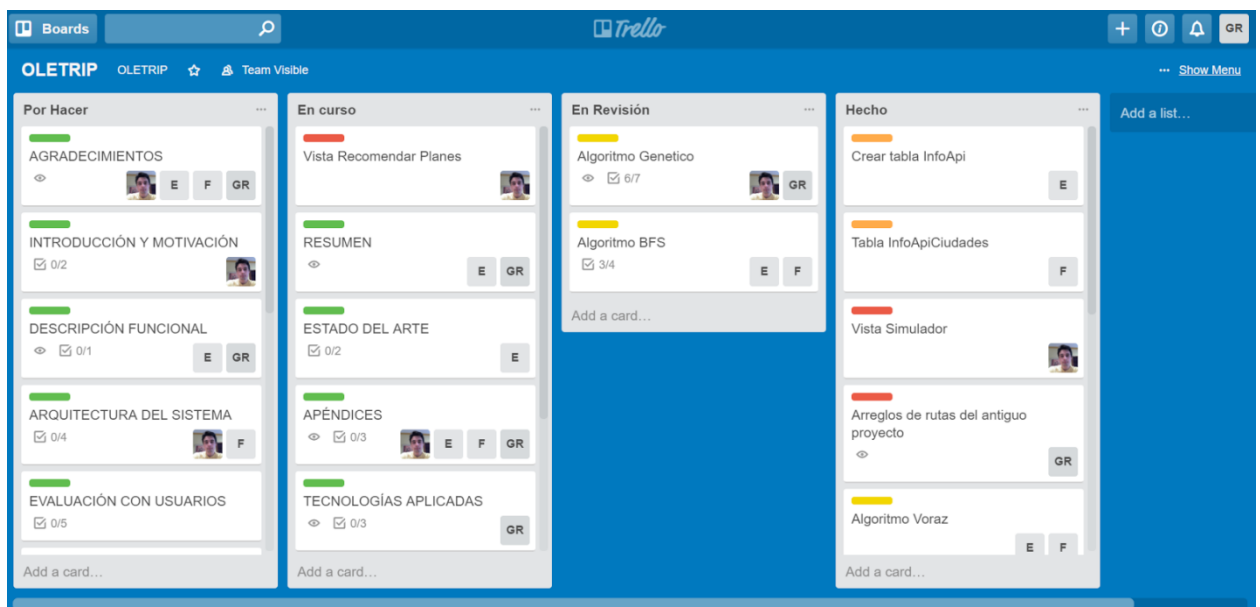 Boards
Trello
GR
OLETRIP OLETRIP Team Visible
... Show Menu
Por Hacer ...
AGRADECIMIENTOS
E F GR
INTRODUCCIÓN Y MOTIVACIÓN
0/2
DESCRIPCIÓN FUNCIONAL
0/1
E GR
ARQUITECTURA DEL SISTEMA
0/4
F
EVALUACIÓN CON USUARIOS
0/5
Add a card...
En curso ...
Vista Recomendar Planes
RESUMEN
E GR
ESTADO DEL ARTE
0/2
E
APÉNDICES
0/3
E F GR
TECNOLOGÍAS APLICADAS
0/3
GR
Add a card...
En Revisión ...
Algoritmo Genetico
6/7
GR
Algoritmo BFS
3/4
E F
Add a card...
Hecho ...
Crear tabla InfoApi
E
Tabla InfoApiCiudades
F
Vista Simulador
Arreglos de rutas del antiguo
proyecto
GR
Algoritmo Voraz
E F
Add a card...
Add a list...